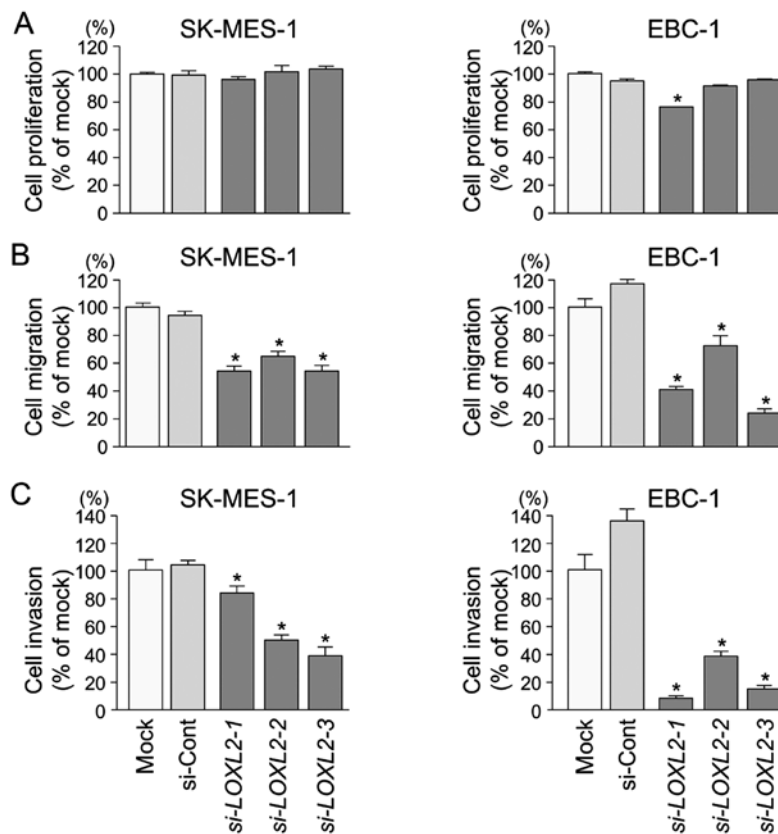 A
(%)
SK-MES-1
Cell proliferation
(% of mock)
120
100
80
60
40
20
0
EBC-1
Cell proliferation
(% of mock)
120
100
80
60
40
20
0
*
B
(%)
SK-MES-1
Cell migration
(% of mock)
120
100
80
60
40
20
0
* * *
(%)
EBC-1
Cell migration
(% of mock)
120
100
80
60
40
20
0
* * *
C
(%)
SK-MES-1
Cell invasion
(% of mock)
140
120
100
80
60
40
20
0
* * *
Mock
si-Cont
si-LOXL2-1
si-LOXL2-2
si-LOXL2-3
(%)
EBC-1
Cell invasion
(% of mock)
140
120
100
80
60
40
20
0
* * *
Mock
si-Cont
si-LOXL2-1
si-LOXL2-2
si-LOXL2-3